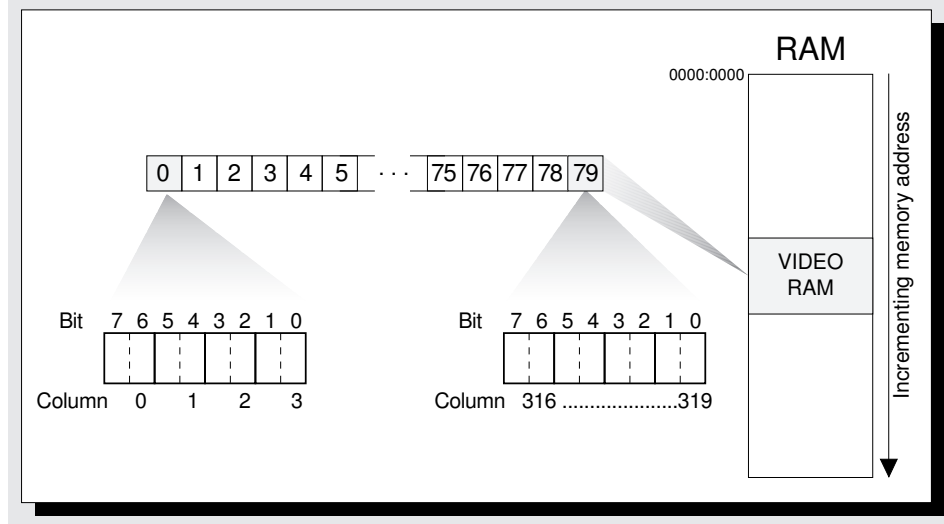 RAM
0000:0000
0 1 2 3 4 5 · · · 75 76 77 78 79
VIDEO
RAM
Incrementing memory address
Bit 7 6 5 4 3 2 1 0
Column 0 1 2 3
Bit 7 6 5 4 3 2 1 0
Column 316 .....................319